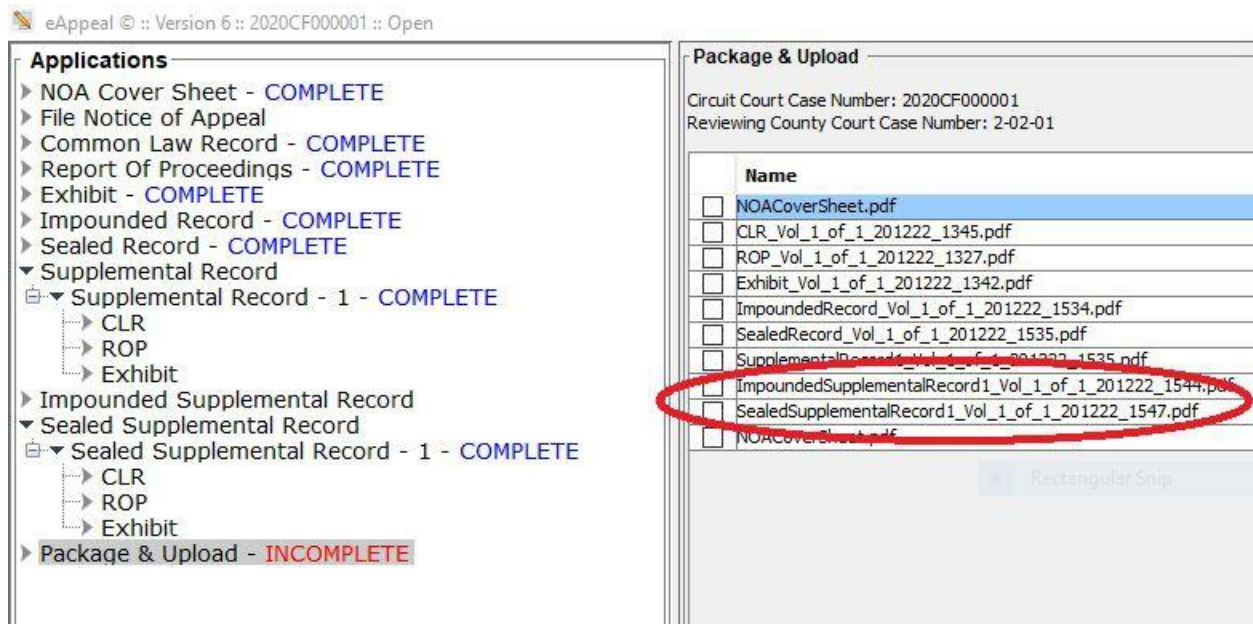 eAppeal © :: Version 6 :: 2020CF000001 :: Open
Applications
NOA Cover Sheet - COMPLETE
File Notice of Appeal
Common Law Record - COMPLETE
Report Of Proceedings - COMPLETE
Exhibit - COMPLETE
Impounded Record - COMPLETE
Sealed Record - COMPLETE
Supplemental Record
Supplemental Record - 1 - COMPLETE
CLR
ROP
Exhibit
Impounded Supplemental Record
Sealed Supplemental Record
Sealed Supplemental Record - 1 - COMPLETE
CLR
ROP
Exhibit
Package & Upload - INCOMPLETE
Package & Upload
Circuit Court Case Number: 2020CF000001
Reviewing County Court Case Number: 2-02-01
Name
NOACoverSheet.pdf
CLR_Vol_1_of_1_201222_1345.pdf
ROP_Vol_1_of_1_201222_1327.pdf
Exhibit_Vol_1_of_1_201222_1342.pdf
ImpoundedRecord_Vol_1_of_1_201222_1534.pdf
SealedRecord_Vol_1_of_1_201222_1535.pdf
SupplementalRecord1_Vol_1_of_1_201222_1535.pdf
ImpoundedSupplementalRecord1_Vol_1_of_1_201222_1544.pdf
SealedSupplementalRecord1_Vol_1_of_1_201222_1547.pdf
NOACoverSheet.pdf
Rectangular Snip